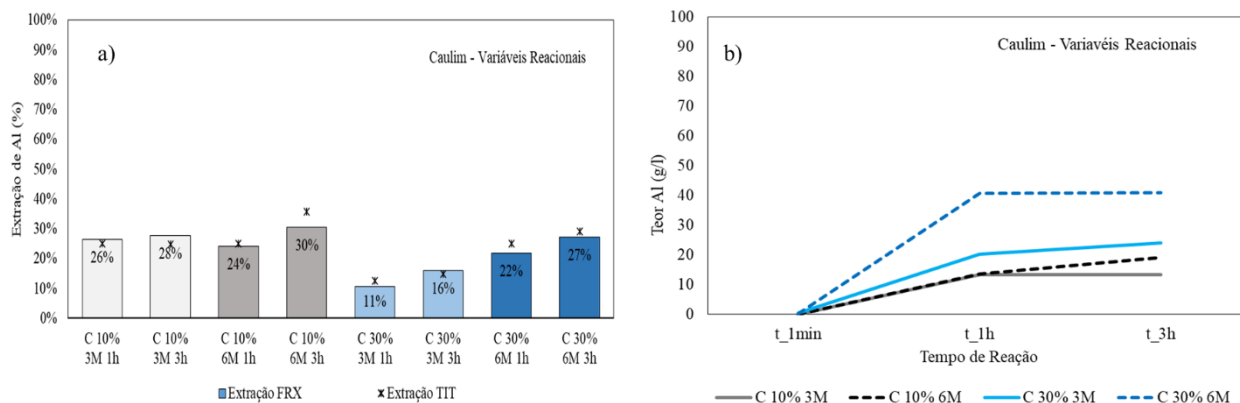 a)
Caulim - Variáveis Reacionais
Extração de Al (%)
100%
90%
80%
70%
60%
50%
40%
30%
20%
10%
0%
26%
28%
24%
30%
11%
16%
22%
27%
C 10% C 10% C 10% C 10% C 30% C 30% C 30% C 30%
3M 1h 3M 3h 6M 1h 6M 3h 3M 1h 3M 3h 6M 1h 6M 3h
Extração FRX Extração TIT
b)
Caulim - Variavéis Reacionais
Teor Al (g/l)
100
90
80
70
60
50
40
30
20
10
0
t_1min t_1h t_3h
Tempo de Reação
C 10% 3M C 10% 6M C 30% 3M C 30% 6M